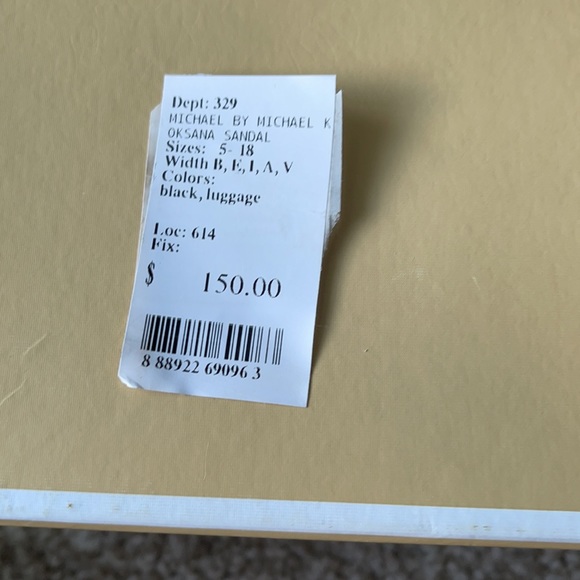 Dept: 329
MICHAEL BY MICHAEL K
OKSANA SANDAL
Sizes: 5- 18
Width B, E, I, A, V
Colors:
black, luggage
Loc: 614
Fix:
$ 150.00
8 88922 69096 3